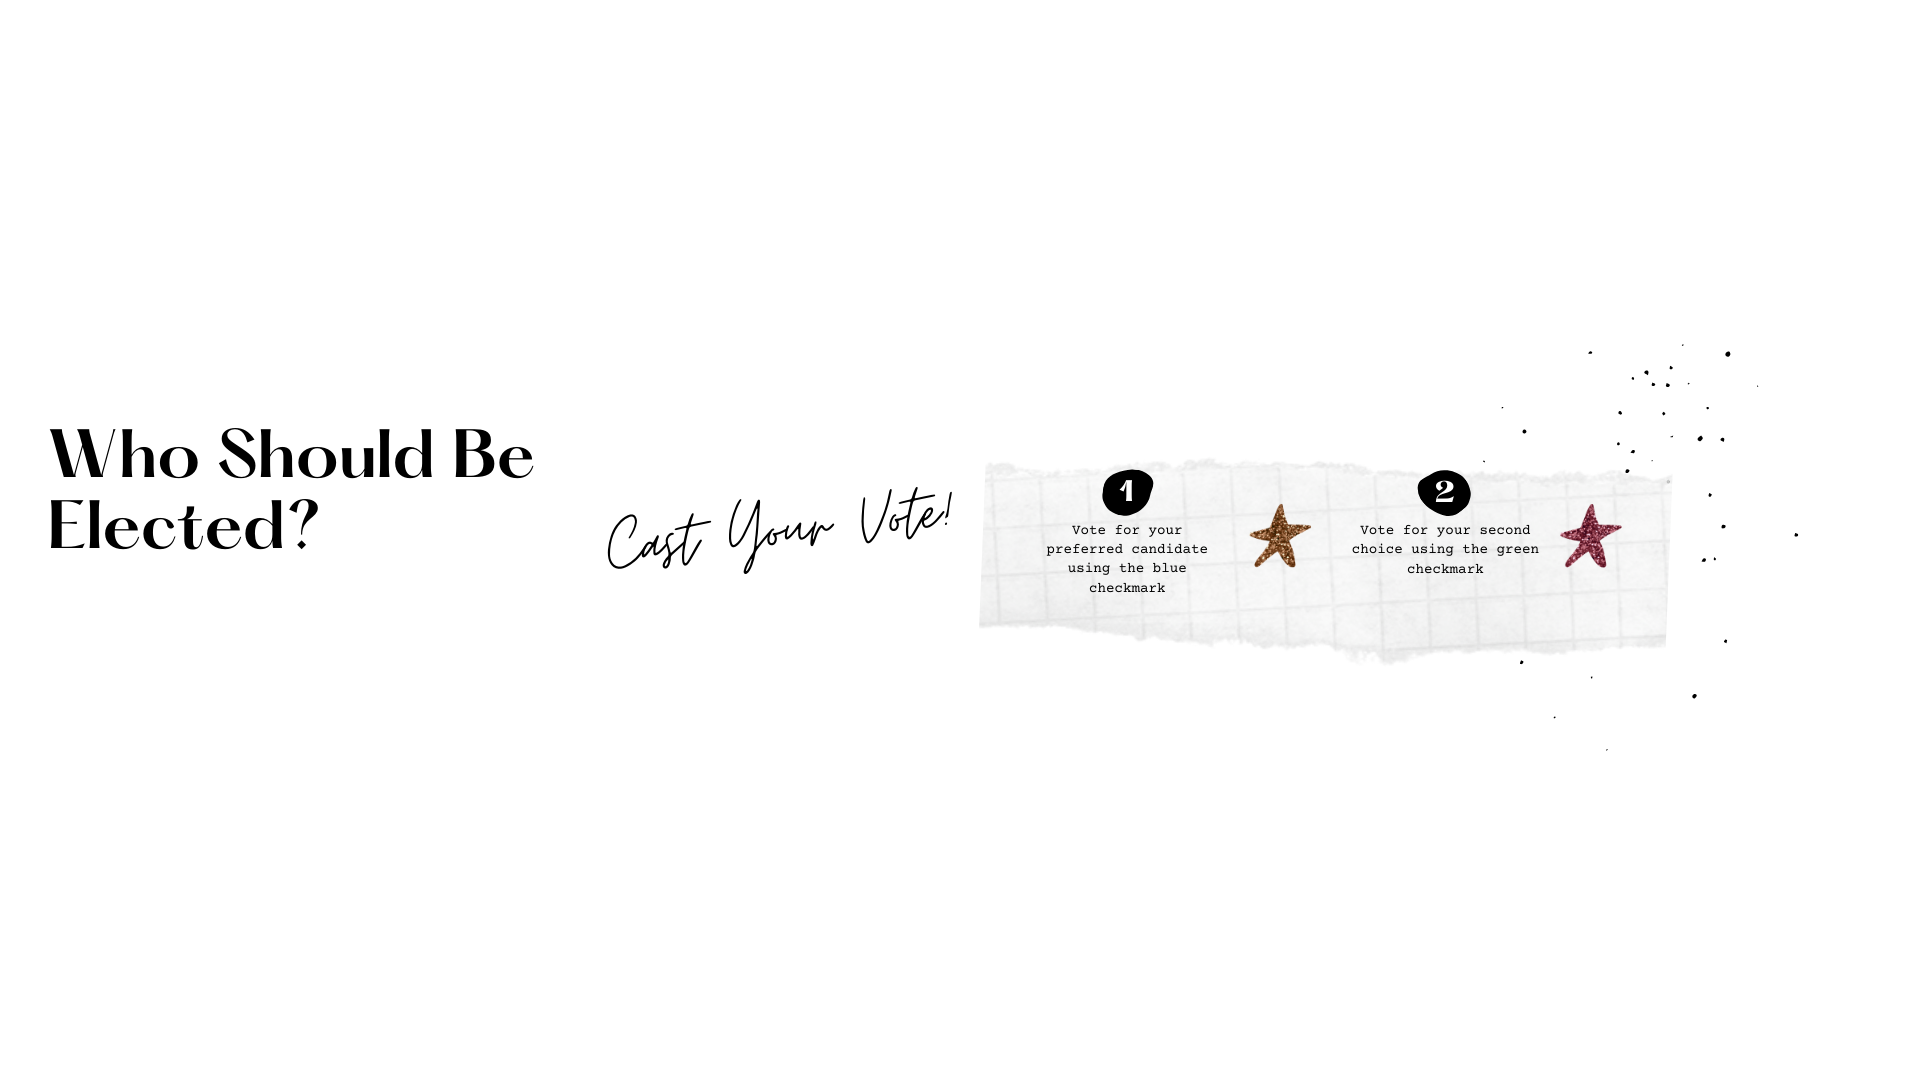 Who Should Be
Elected?
Cast Your Vote!
1
Vote for your
preferred candidate
using the blue
checkmark
2
Vote for your second
choice using the green
checkmark